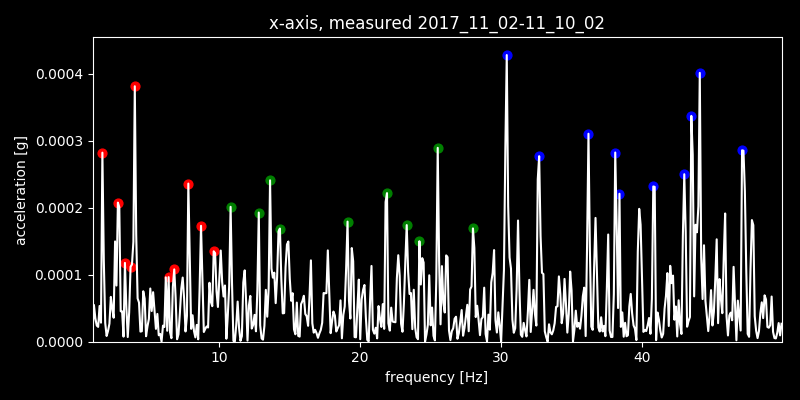 x-axis, measured 2017_11_02-11_10_02
acceleration [g]
0.0004
0.0003
0.0002
0.0001
0.0000
10 20 30 40
frequency [Hz]